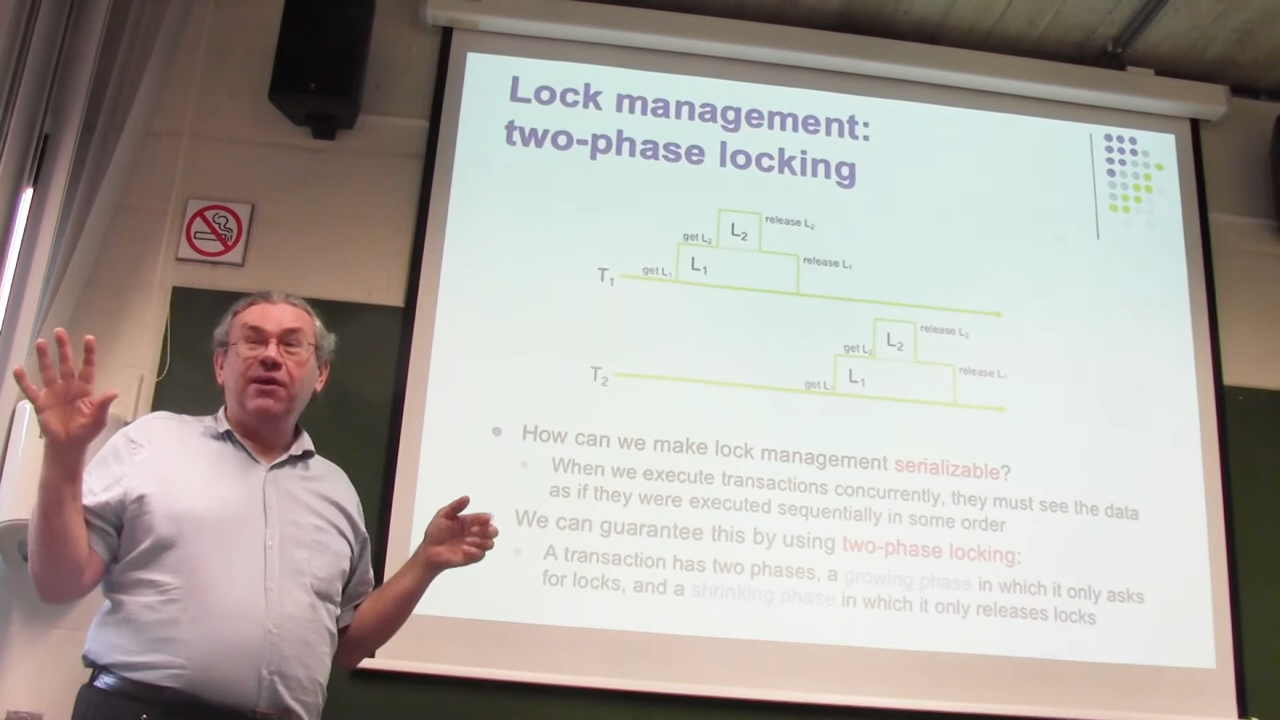 Lock management:
two-phase locking
release L₂
L₂
get L₂
release L₁
L₁
get L₁
T₁
release L₂
L₂
get L₂
release L₁
L₁
get L
T₂
How can we make lock management serializable?
When we execute transactions concurrently, they must see the data
as if they were executed sequentially in some order
We can guarantee this by using two-phase locking:
A transaction has two phases, a growing phase in which it only asks
for locks, and a shrinking phase in which it only releases locks